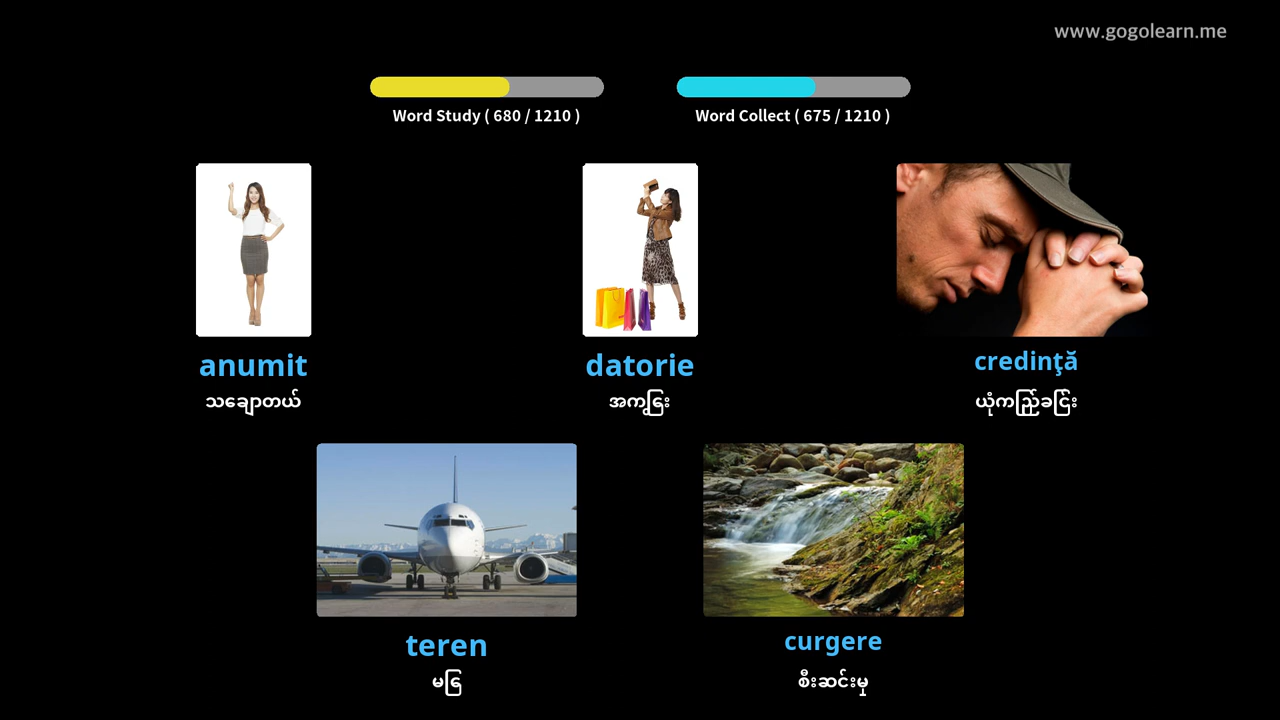 www.gogolearn.me
Word Study ( 680 / 1210 )
Word Collect ( 675 / 1210 )
anumit
သေချာတယ်
datorie
အကြွေး
credinţă
ယုံကြည်ခြင်း
teren
မြေ
curgere
စီးဆင်းမှု